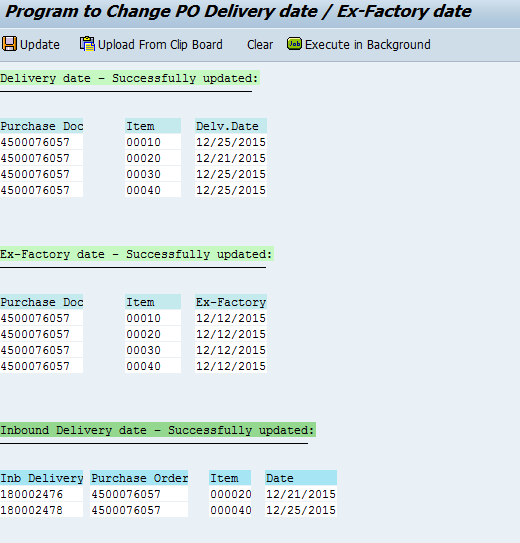 Program to Change PO Delivery date / Ex-Factory date
Update Upload From Clip Board Clear Job Execute in Background
Delivery date - Successfully updated:
Purchase Doc Item Delv.Date
4500076057 00010 12/25/2015
4500076057 00020 12/21/2015
4500076057 00030 12/25/2015
4500076057 00040 12/25/2015
Ex-Factory date - Successfully updated:
Purchase Doc Item Ex-Factory
4500076057 00010 12/12/2015
4500076057 00020 12/12/2015
4500076057 00030 12/12/2015
4500076057 00040 12/12/2015
Inbound Delivery date - Successfully updated:
Inb Delivery Purchase Order Item Date
180002476 4500076057 000020 12/21/2015
180002478 4500076057 000040 12/25/2015